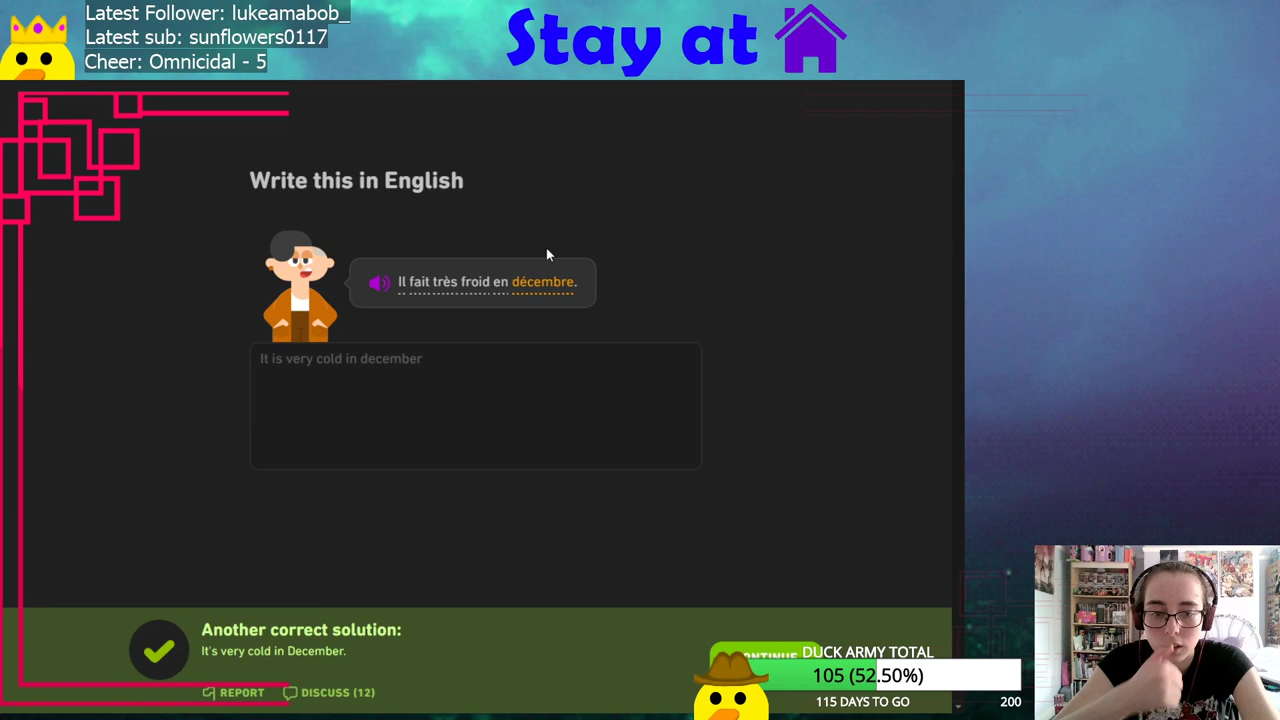 Latest Follower: lukeamabob_
Latest sub: sunflowers0117
Cheer: Omnicidal - 5
Stay at
Write this in English
Il fait très froid en décembre.
It is very cold in december
Another correct solution:
It's very cold in December.
REPORT
DISCUSS (12)
CONTINUE
DUCK ARMY TOTAL
105 (52.50%)
115 DAYS TO GO
200